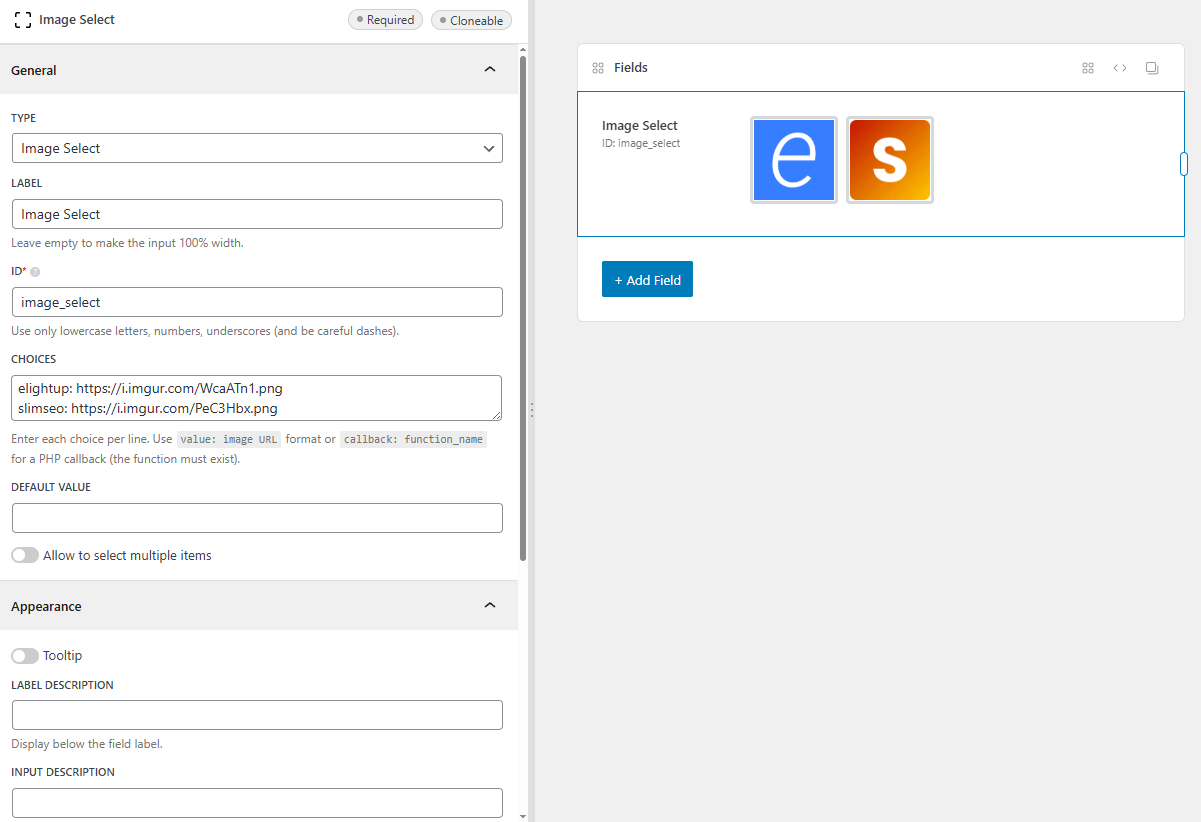 Image Select
Required
Cloneable
General
TYPE
Image Select
LABEL
Image Select
Leave empty to make the input 100% width.
ID* ?
image_select
Use only lowercase letters, numbers, underscores (and be careful dashes).
CHOICES
elightup: https://i.imgur.com/WcaATn1.png
slimseo: https://i.imgur.com/PeC3Hbx.png
Enter each choice per line. Use value: image URL format or callback: function_name
for a PHP callback (the function must exist).
DEFAULT VALUE
Allow to select multiple items
Appearance
Tooltip
LABEL DESCRIPTION
Display below the field label.
INPUT DESCRIPTION
Fields
Image Select
ID: image_select
e
s
+ Add Field